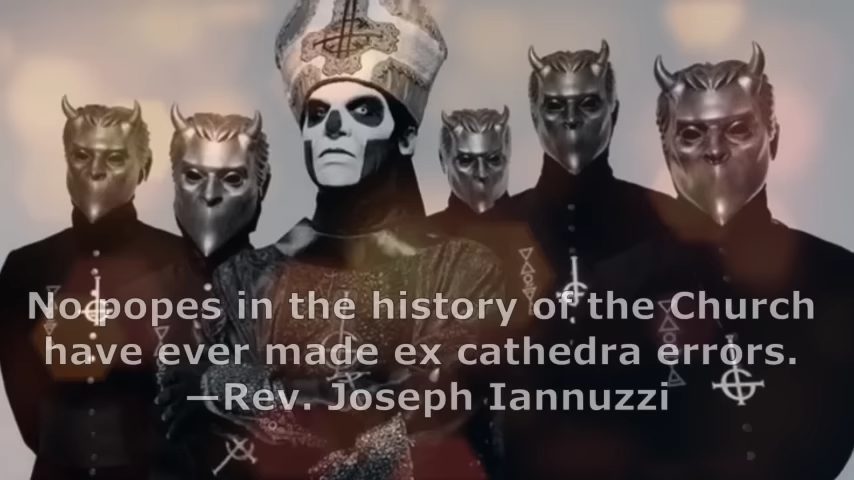 No popes in the history of the Church
have ever made ex cathedra errors.
—Rev. Joseph Iannuzzi